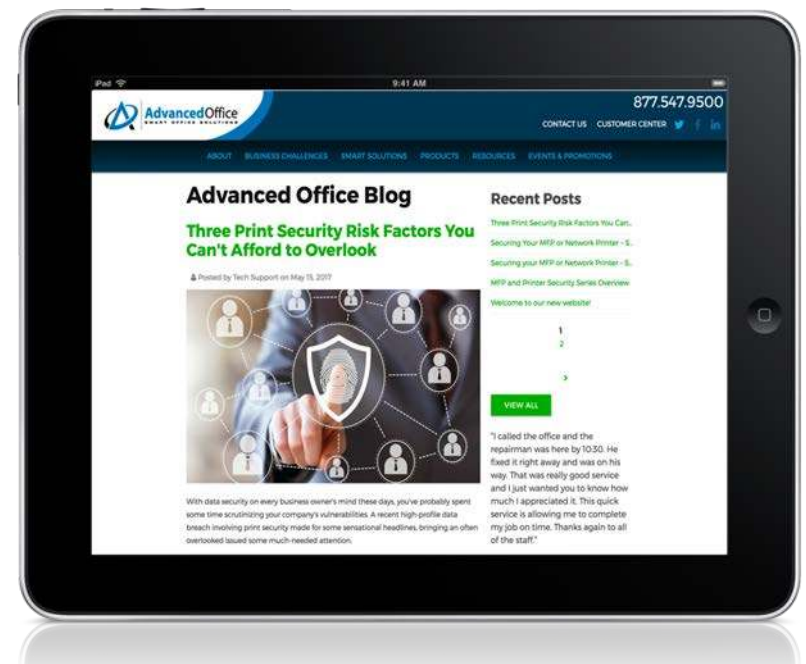 iPad
9:41 AM
AdvancedOffice
SMART OFFICE SOLUTIONS
877.547.9500
CONTACT US CUSTOMER CENTER
ABOUT BUSINESS CHALLENGES SMART SOLUTIONS PRODUCTS RESOURCES EVENTS & PROMOTIONS
Advanced Office Blog
Three Print Security Risk Factors You
Can't Afford to Overlook
Posted by Tech Support on May 15, 2017
With data security on every business owner's mind these days, you've probably spent
some time scrutinizing your company's vulnerabilities. A recent high-profile data
breach involving print security made for some sensational headlines, bringing an often
overlooked issued some much-needed attention.
Recent Posts
Three Print Security Risk Factors You Can..
Securing Your MFP or Network Printer - S..
Securing your MFP or Network Printer - S..
MFP and Printer Security Series Overview
Welcome to our new website!
1
2
>
VIEW ALL
"I called the office and the
repairman was here by 10:30. He
fixed it right away and was on his
way. That was really good service
and I just wanted you to know how
much I appreciated it. This quick
service is allowing me to complete
my job on time. Thanks again to all
of the staff."